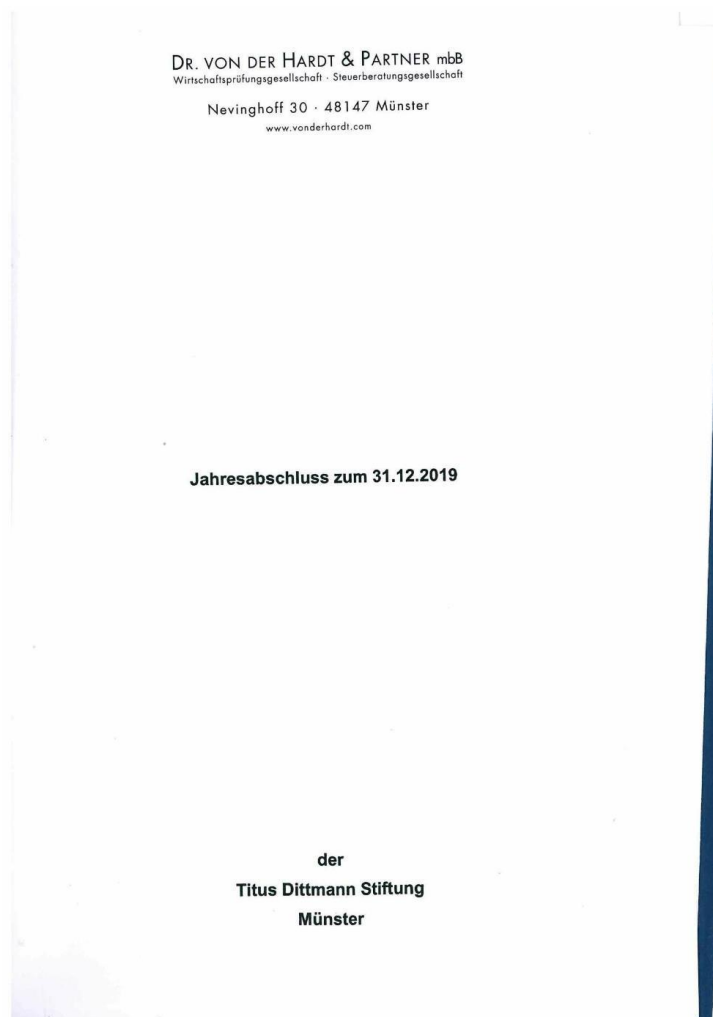 DR. VON DER HARDT & PARTNER mbB
Wirtschaftsprüfungsgesellschaft · Steuerberatungsgesellschaft
Nevinghoff 30 · 48147 Münster
www.vonderhardt.com
Jahresabschluss zum 31.12.2019
der
Titus Dittmann Stiftung
Münster